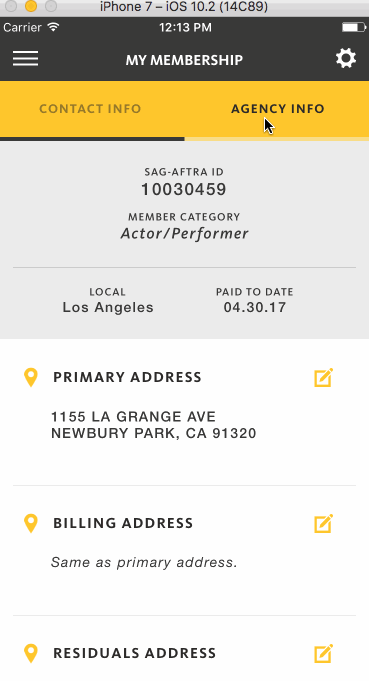 iPhone 7 – iOS 10.2 (14C89)
Carrier 12:13 PM
MY MEMBERSHIP
CONTACT INFO AGENCY INFO
SAG-AFTRA ID
10030459
MEMBER CATEGORY
Actor/Performer
LOCAL PAID TO DATE
Los Angeles 04.30.17
PRIMARY ADDRESS
1155 LA GRANGE AVE
NEWBURY PARK, CA 91320
BILLING ADDRESS
Same as primary address.
RESIDUALS ADDRESS